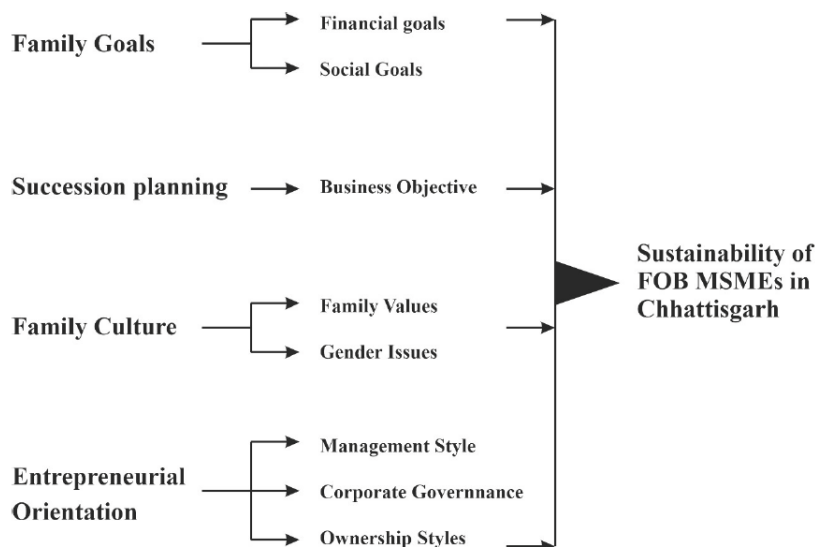 Family Goals
Financial goals
Social Goals
Succession planning
Business Objective
Family Culture
Family Values
Gender Issues
Entrepreneurial
Orientation
Management Style
Corporate Governnance
Ownership Styles
Sustainability of
FOB MSMEs in
Chhattisgarh